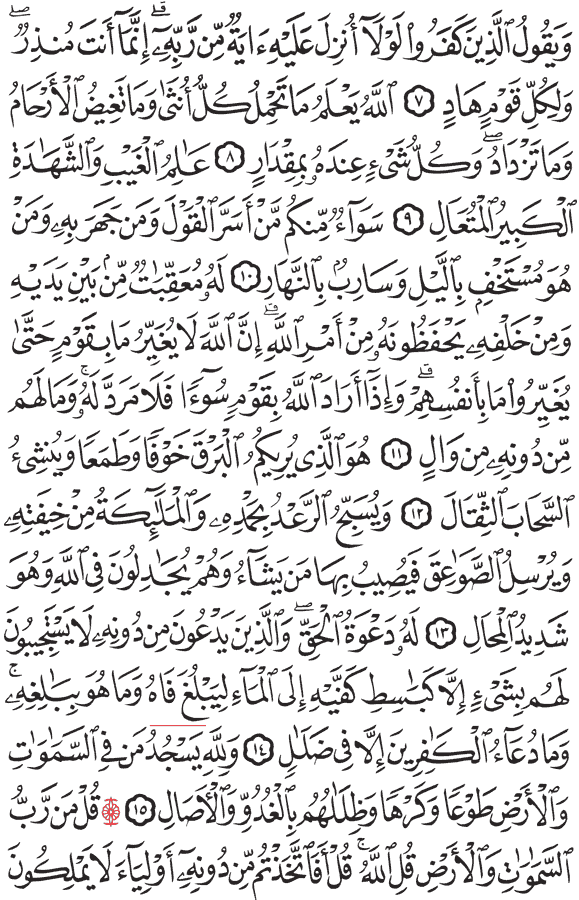 وَيَقُولُ ٱلَّذِينَ كَفَرُوا۟ لَوْلَآ أُنزِلَ عَلَيْهِ ءَايَةٌ مِّن رَّبِّهِۦٓ ۗ إِنَّمَآ أَنتَ مُنذِرٌ ۖ
وَلِكُلِّ قَوْمٍ هَادٍ ٧ ٱللَّهُ يَعْلَمُ مَا تَحْمِلُ كُلُّ أُنثَىٰ وَمَا تَغِيضُ ٱلْأَرْحَامُ
وَمَا تَزْدَادُ ۖ وَكُلُّ شَىْءٍ عِندَهُۥ بِمِقْدَارٍ ٨ عَٰلِمُ ٱلْغَيْبِ وَٱلشَّهَٰدَةِ
ٱلْكَبِيرُ ٱلْمُتَعَالِ ٩ سَوَآءٌ مِّنكُم مَّنْ أَسَرَّ ٱلْقَوْلَ وَمَن جَهَرَ بِهِۦ وَمَنْ
هُوَ مُسْتَخْفٍۭ بِٱلَّيْلِ وَسَارِبٌۢ بِٱلنَّهَارِ ١٠ لَهُۥ مُعَقِّبَٰتٌ مِّنۢ بَيْنِ يَدَيْهِ
وَمِنْ خَلْفِهِۦ يَحْفَظُونَهُۥ مِنْ أَمْرِ ٱللَّهِ ۗ إِنَّ ٱللَّهَ لَا يُغَيِّرُ مَا بِقَوْمٍ حَتَّىٰ
يُغَيِّرُوا۟ مَا بِأَنفُسِهِمْ ۗ وَإِذَآ أَرَادَ ٱللَّهُ بِقَوْمٍ سُوٓءًا فَلَا مَرَدَّ لَهُۥ ۚ وَمَا لَهُم
مِّن دُونِهِۦ مِن وَالٍ ١١ هُوَ ٱلَّذِى يُرِيكُمُ ٱلْبَرْقَ خَوْفًا وَطَمَعًا وَيُنشِئُ
ٱلسَّحَابَ ٱلثِّقَالَ ١٢ وَيُسَبِّحُ ٱلرَّعْدُ بِحَمْدِهِۦ وَٱلْمَلَٰٓئِكَةُ مِنْ خِيفَتِهِۦ
وَيُرْسِلُ ٱلصَّوَٰعِقَ فَيُصِيبُ بِهَا مَن يَشَآءُ وَهُمْ يُجَٰدِلُونَ فِى ٱللَّهِ وَهُوَ
شَدِيدُ ٱلْمِحَالِ ١٣ لَهُۥ دَعْوَةُ ٱلْحَقِّ ۖ وَٱلَّذِينَ يَدْعُونَ مِن دُونِهِۦ لَا يَسْتَجِيبُونَ
لَهُم بِشَىْءٍ إِلَّا كَبَٰسِطِ كَفَّيْهِ إِلَى ٱلْمَآءِ لِيَبْلُغَ فَاهُ وَمَا هُوَ بِبَٰلِغِهِۦ ۚ
وَمَا دُعَآءُ ٱلْكَٰفِرِينَ إِلَّا فِى ضَلَٰلٍ ١٤ وَلِلَّهِ يَسْجُدُ مَن فِى ٱلسَّمَٰوَٰتِ
وَٱلْأَرْضِ طَوْعًا وَكَرْهًا وَظِلَٰلُهُم بِٱلْغُدُوِّ وَٱلْءَاصَالِ ١٥ قُلْ مَن رَّبُّ
ٱلسَّمَٰوَٰتِ وَٱلْأَرْضِ قُلِ ٱللَّهُ ۚ قُلْ أَفَٱتَّخَذْتُم مِّن دُونِهِۦٓ أَوْلِيَآءَ لَا يَمْلِكُونَ